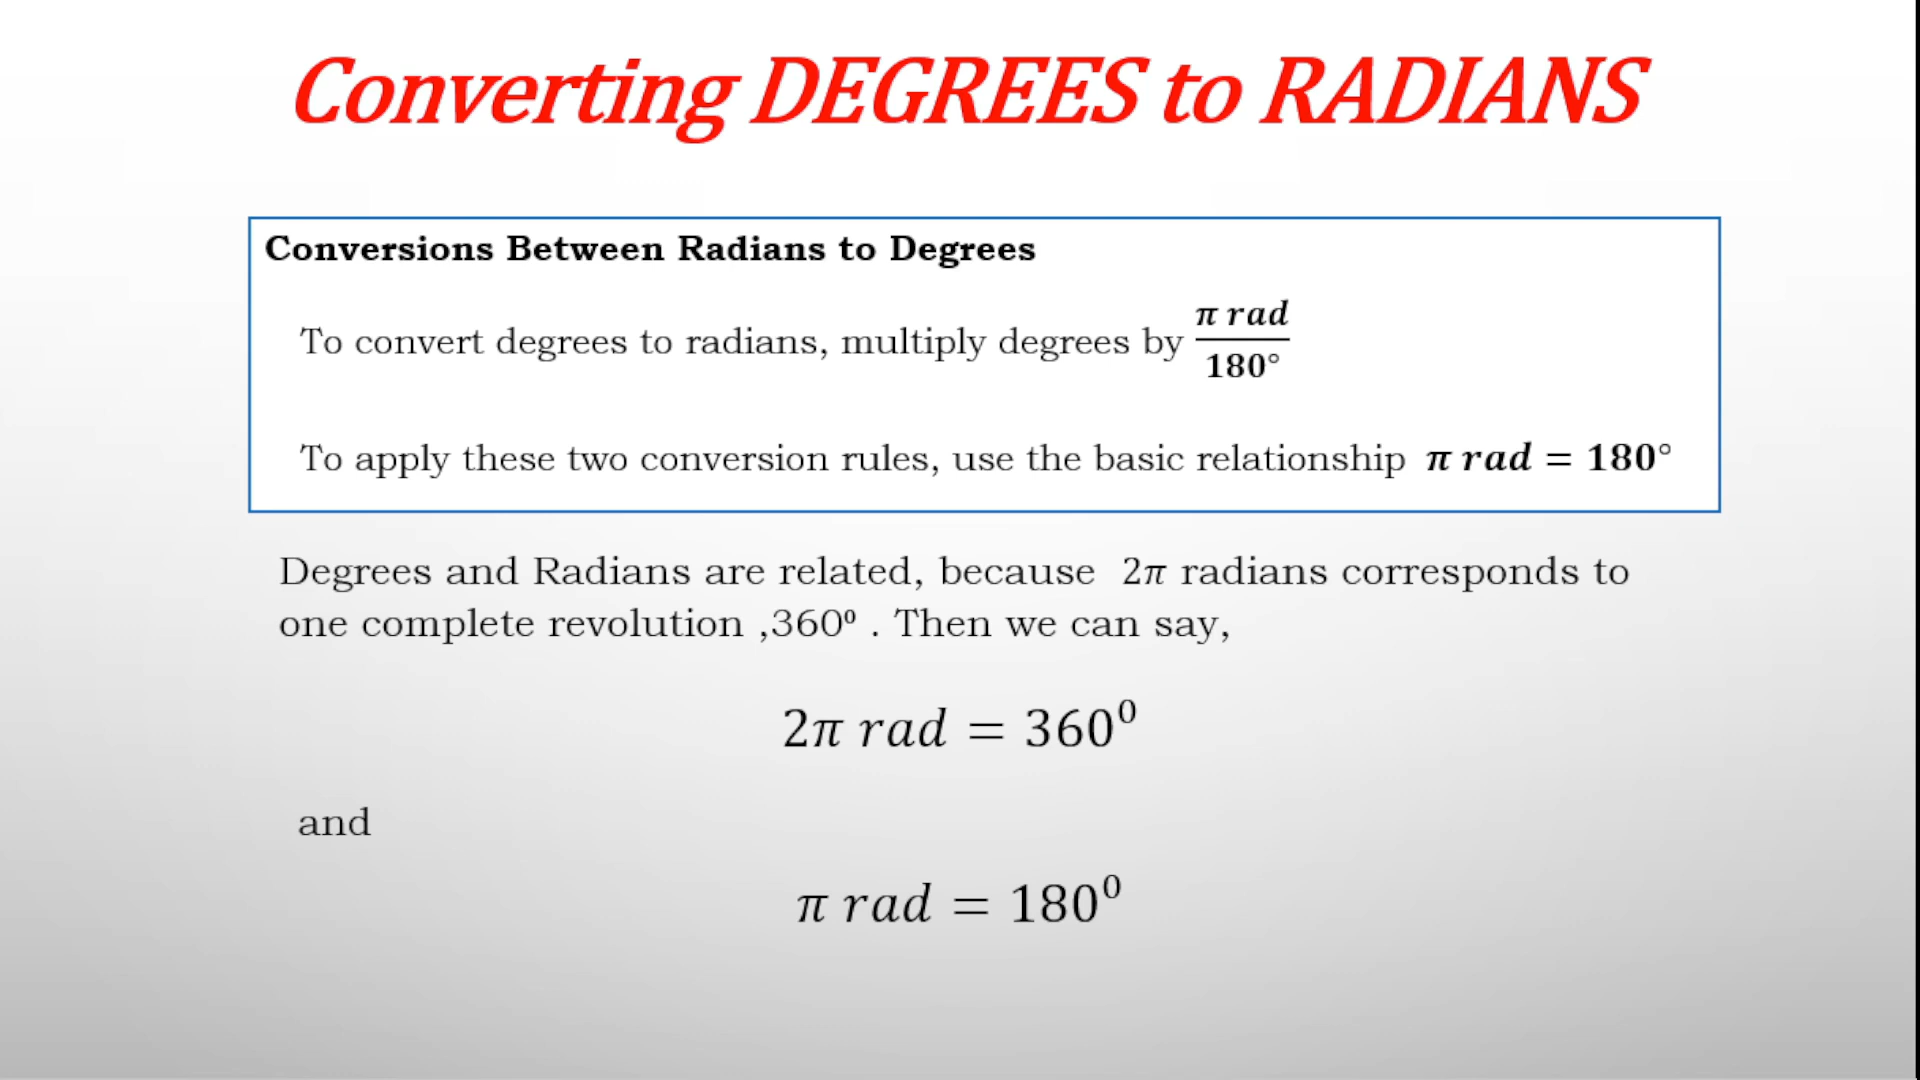 Converting DEGREES to RADIANS
Conversions Between Radians to Degrees
To convert degrees to radians, multiply degrees by π rad / 180°
To apply these two conversion rules, use the basic relationship π rad = 180°
Degrees and Radians are related, because 2π radians corresponds to
one complete revolution ,360⁰ . Then we can say,
2π rad = 360⁰
and
π rad = 180⁰